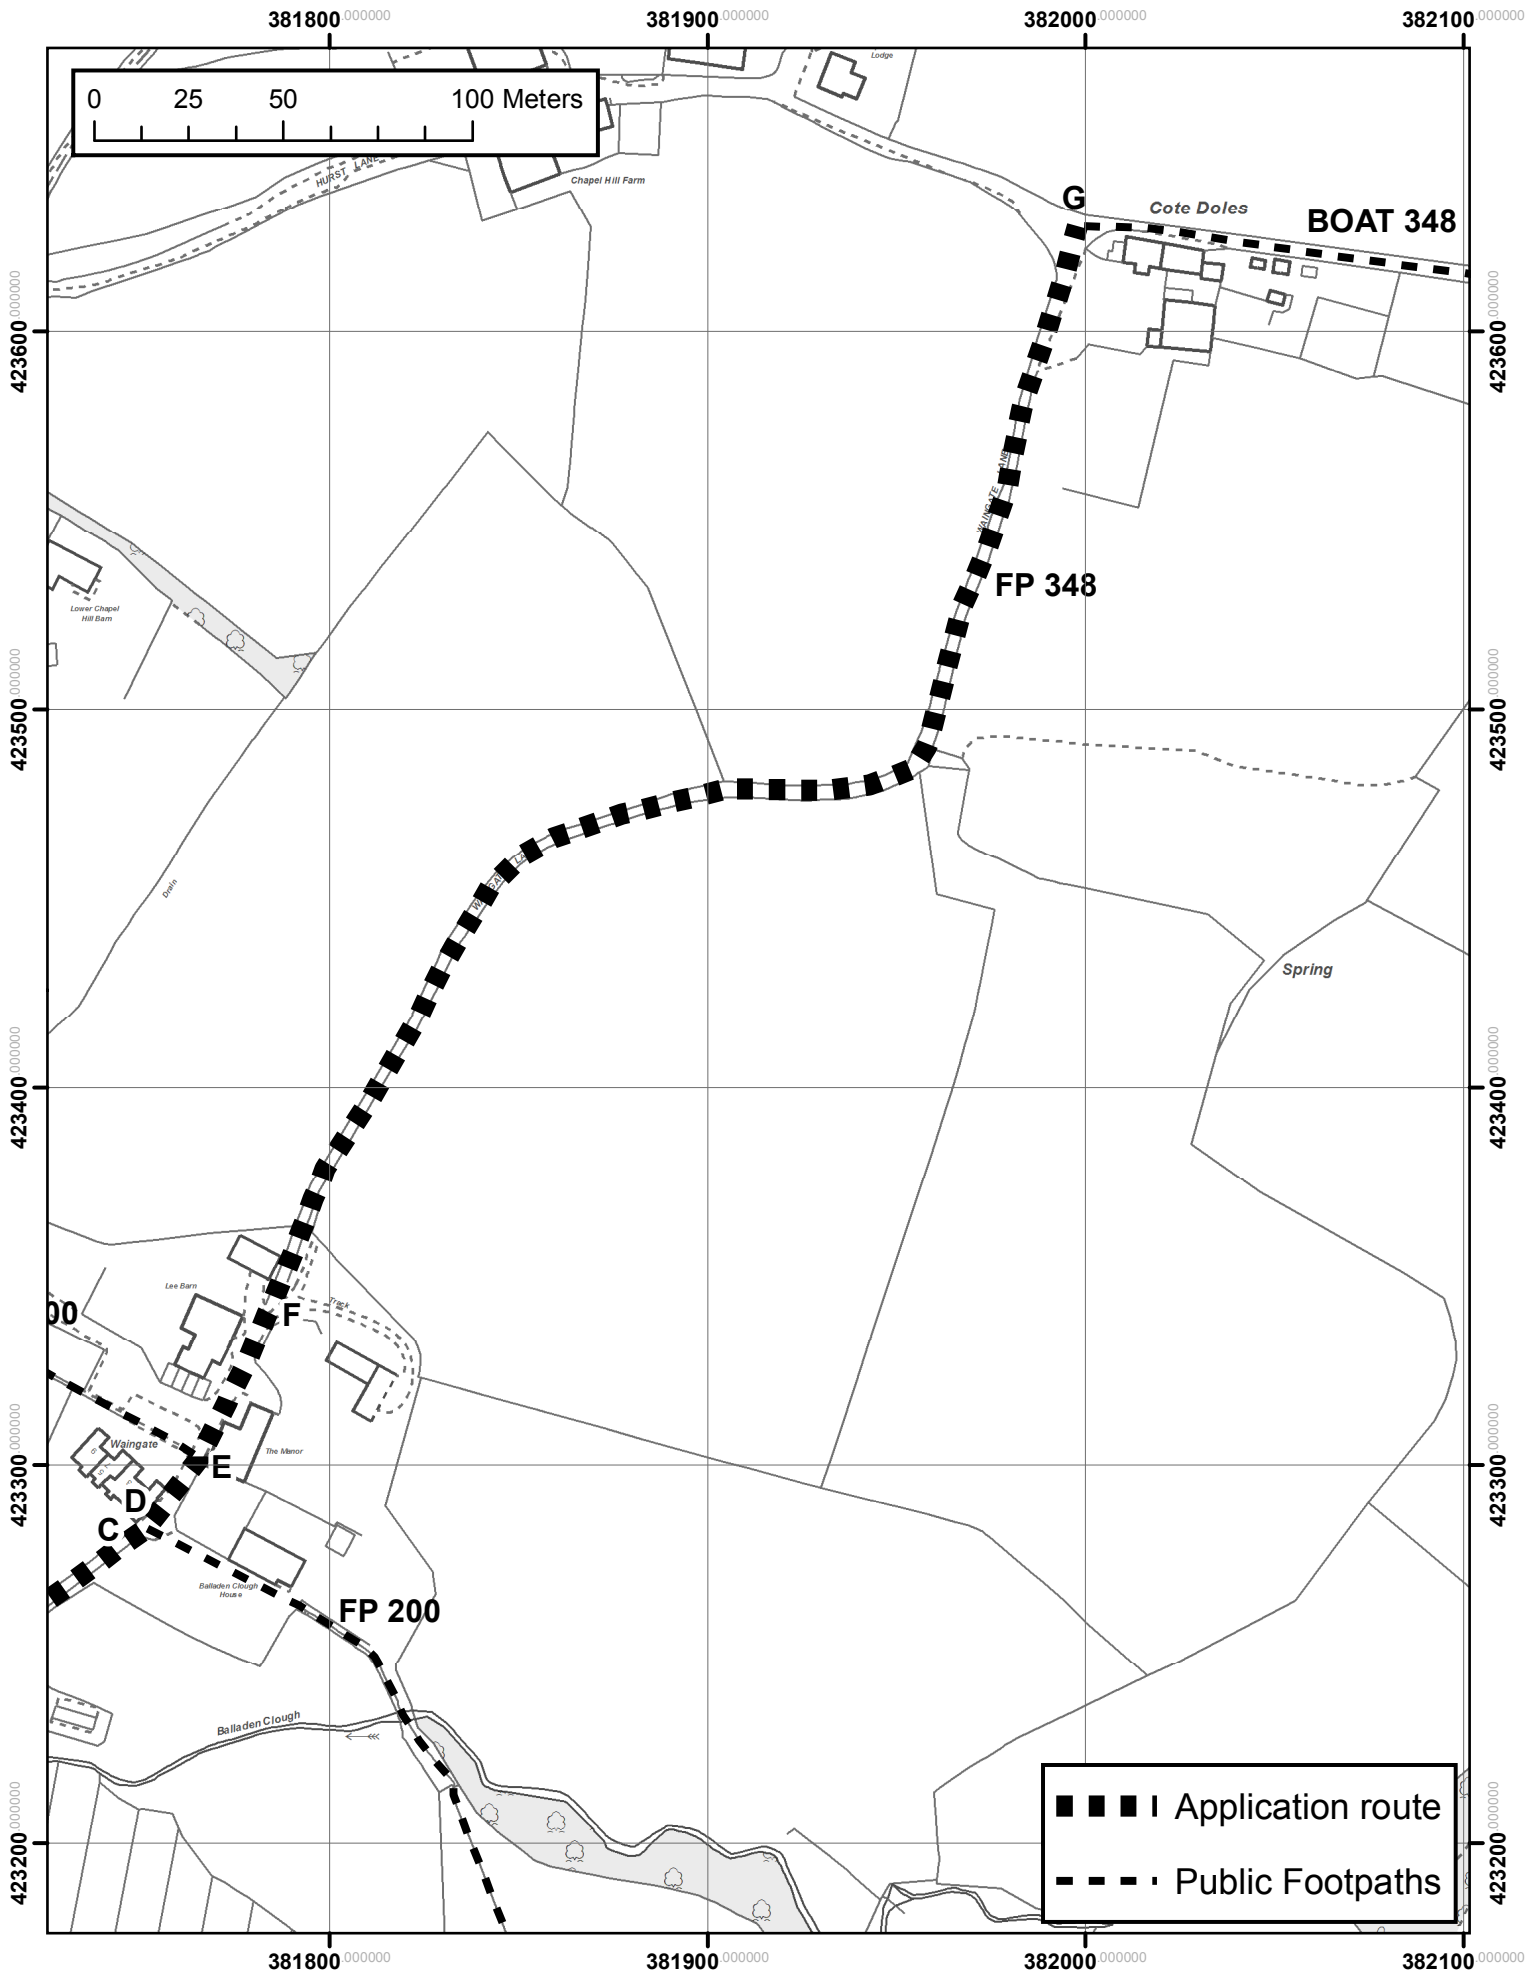 381800.000000 381900.000000 382000.000000 382100.000000
0 25 50 100 Meters
Lodge
HURST LANE
Chapel Hill Farm
G
Cote Doles
BOAT 348
423600.000000 423600.000000
WAINGATE LANE
FP 348
Lower Chapel
Hill Barn
423500.000000 423500.000000
Drain
Spring
423400.000000 423400.000000
Lee Barn
Track
00
F
Waingate
The Manor
E
423300.000000 423300.000000
D
C
Balladen Clough
House
FP 200
Balladen Clough
Application route
Public Footpaths
423200.000000 423200.000000
381800.000000 381900.000000 382000.000000 382100.000000